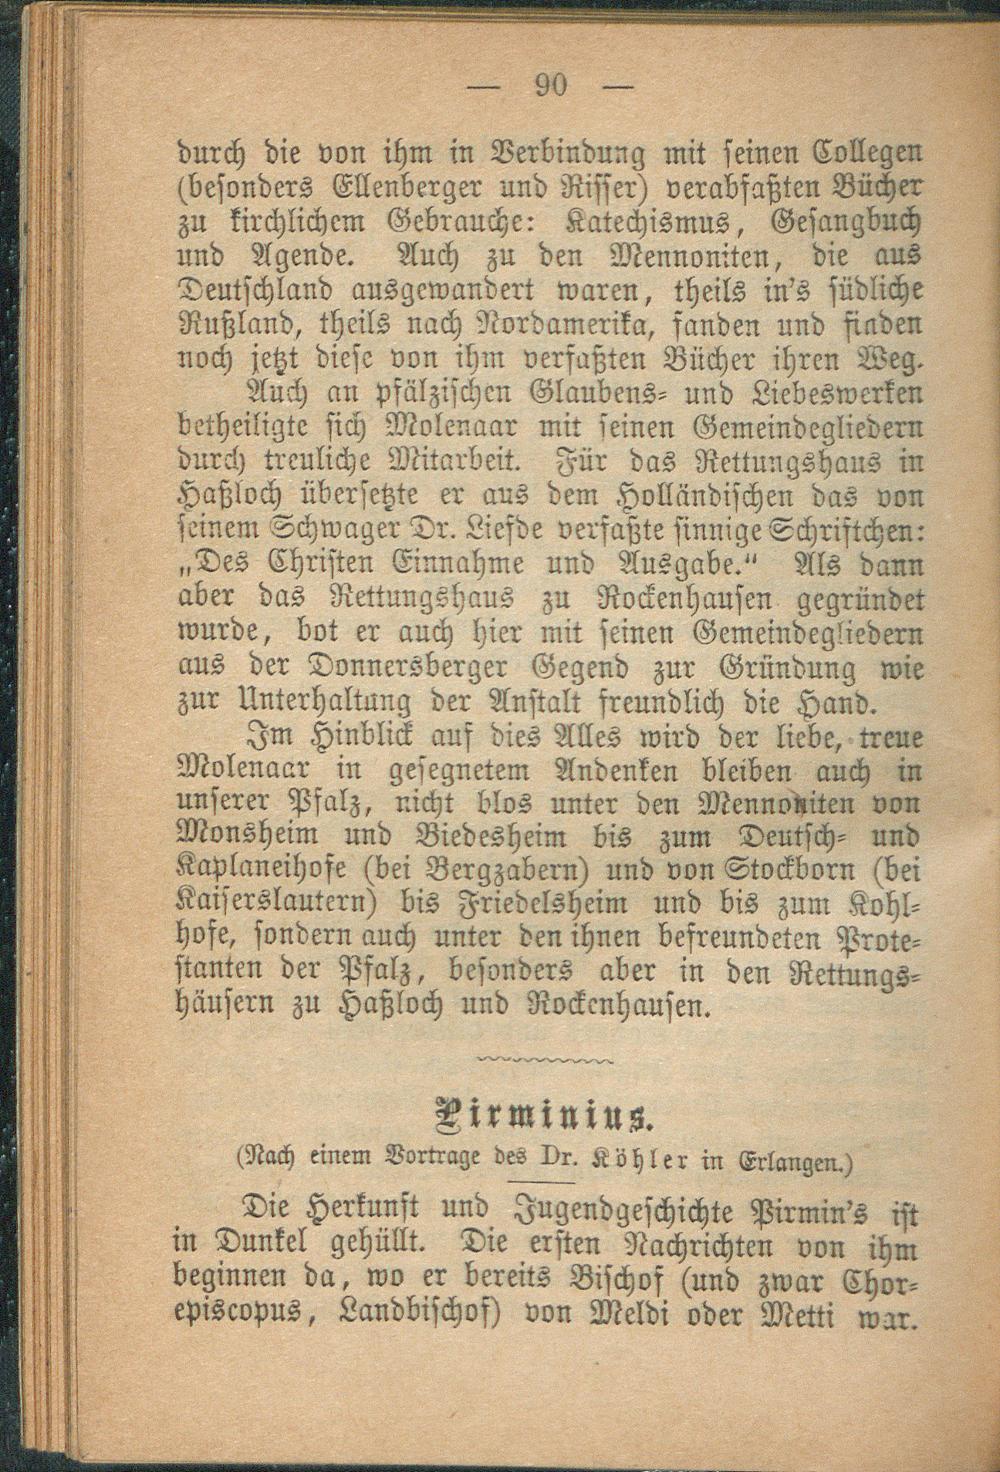 — 90 —
durch die von ihm in Verbindung mit seinen Collegen
(besonders Ellenberger und Risser) verabfaßten Bücher
zu kirchlichem Gebrauche: Katechismus, Gesangbuch
und Agende. Auch zu den Mennoniten, die aus
Deutschland ausgewandert waren, theils in's südliche
Rußland, theils nach Nordamerika, fanden und finden
noch jetzt diese von ihm verfaßten Bücher ihren Weg.
Auch an pfälzischen Glaubens- und Liebeswerken
betheiligte sich Molenaar mit seinen Gemeindegliedern
durch treuliche Mitarbeit. Für das Rettungshaus in
Haßloch übersetzte er aus dem Holländischen das von
seinem Schwager Dr. Liefde verfaßte sinnige Schriftchen:
„Des Christen Einnahme und Ausgabe.“ Als dann
aber das Rettungshaus zu Rockenhausen gegründet
wurde, bot er auch hier mit seinen Gemeindegliedern
aus der Donnersberger Gegend zur Gründung wie
zur Unterhaltung der Anstalt freundlich die Hand.
Im Hinblick auf dies Alles wird der liebe, treue
Molenaar in gesegnetem Andenken bleiben auch in
unserer Pfalz, nicht blos unter den Mennoniten von
Monsheim und Biedesheim bis zum Deutsch- und
Kaplaneihofe (bei Bergzabern) und von Stockborn (bei
Kaiserslautern) bis Friedelsheim und bis zum Kohl-
hofe, sondern auch unter den ihnen befreundeten Prote-
stanten der Pfalz, besonders aber in den Rettungs-
häusern zu Haßloch und Rockenhausen.
Pirminius.
(Nach einem Vortrage des Dr. Köhler in Erlangen.)
Die Herkunft und Jugendgeschichte Pirmin's ist
in Dunkel gehüllt. Die ersten Nachrichten von ihm
beginnen da, wo er bereits Bischof (und zwar Chor-
episcopus, Landbischof) von Meldi oder Metti war.